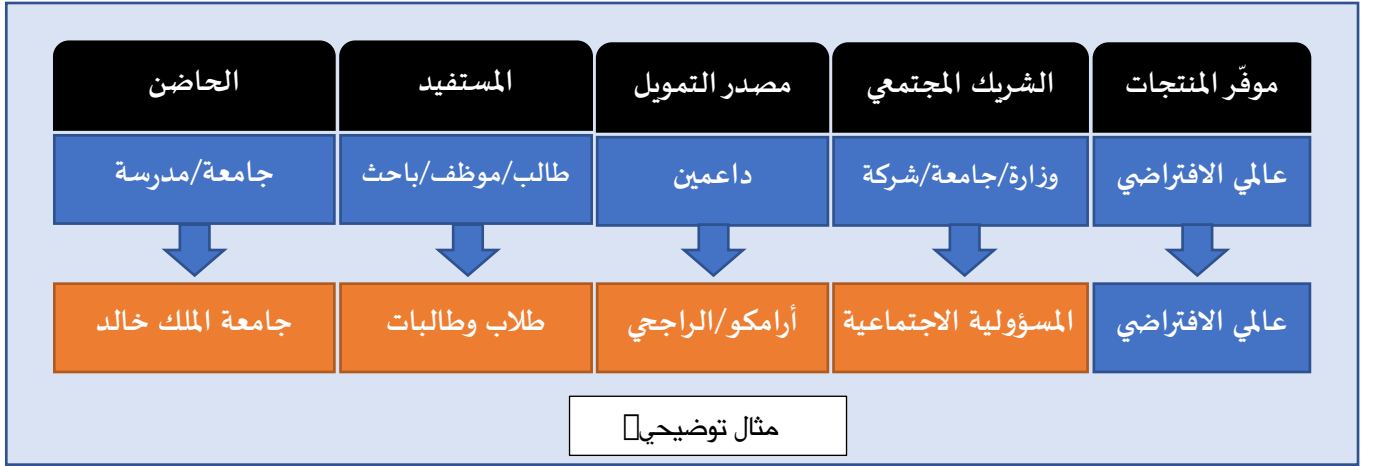 موفّر المنتجات
الشريك المجتمعي
مصدر التمويل
المستفيد
الحاضن
عالمي الافتراضي
وزارة/جامعة/شركة
داعمين
طالب/موظف/باحث
جامعة/مدرسة
عالمي الافتراضي
المسؤولية الاجتماعية
أرامكو/الراجحي
طلاب وطالبات
جامعة الملك خالد
مثال توضيحي